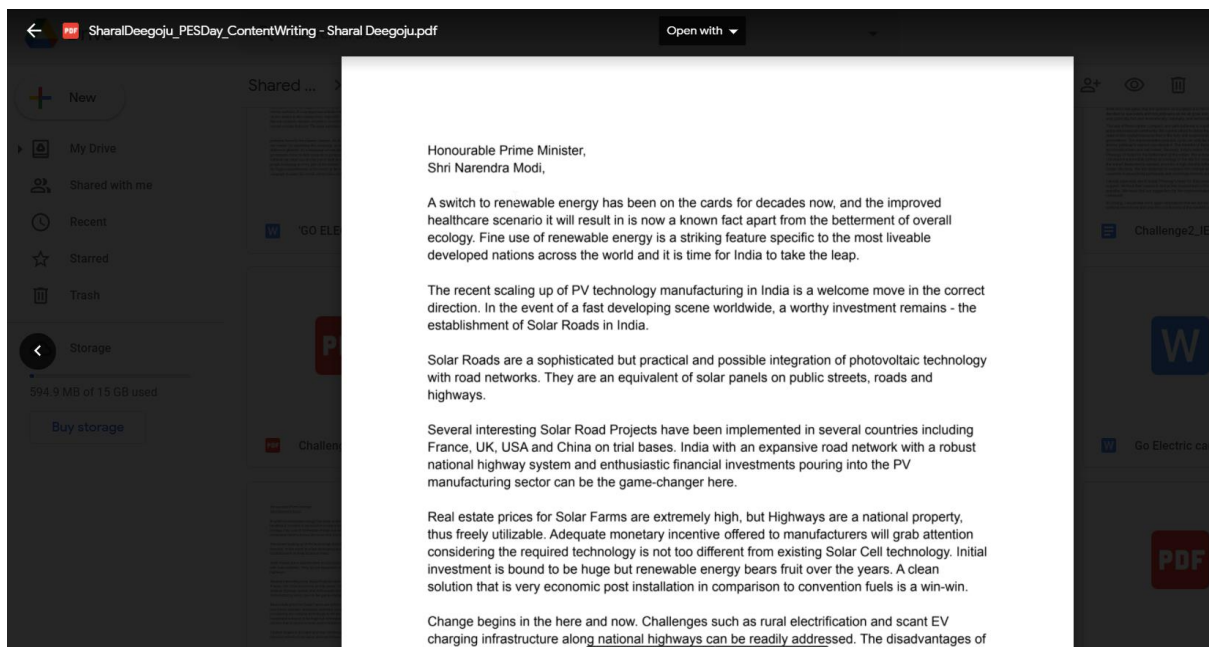 SharalDeegoju_PESDay_ContentWriting - Sharal Deegoju.pdf
Open with
New
My Drive
Shared with me
Recent
Starred
Trash
Storage
594.9 MB of 15 GB used
Buy storage
Shared ...
'GO ELE
Challeng
Challenge2_IE
Go Electric ca
W
PDF
Honourable Prime Minister,
Shri Narendra Modi,
A switch to renewable energy has been on the cards for decades now, and the improved
healthcare scenario it will result in is now a known fact apart from the betterment of overall
ecology. Fine use of renewable energy is a striking feature specific to the most liveable
developed nations across the world and it is time for India to take the leap.
The recent scaling up of PV technology manufacturing in India is a welcome move in the correct
direction. In the event of a fast developing scene worldwide, a worthy investment remains - the
establishment of Solar Roads in India.
Solar Roads are a sophisticated but practical and possible integration of photovoltaic technology
with road networks. They are an equivalent of solar panels on public streets, roads and
highways.
Several interesting Solar Road Projects have been implemented in several countries including
France, UK, USA and China on trial bases. India with an expansive road network with a robust
national highway system and enthusiastic financial investments pouring into the PV
manufacturing sector can be the game-changer here.
Real estate prices for Solar Farms are extremely high, but Highways are a national property,
thus freely utilizable. Adequate monetary incentive offered to manufacturers will grab attention
considering the required technology is not too different from existing Solar Cell technology. Initial
investment is bound to be huge but renewable energy bears fruit over the years. A clean
solution that is very economic post installation in comparison to convention fuels is a win-win.
Change begins in the here and now. Challenges such as rural electrification and scant EV
charging infrastructure along national highways can be readily addressed. The disadvantages of